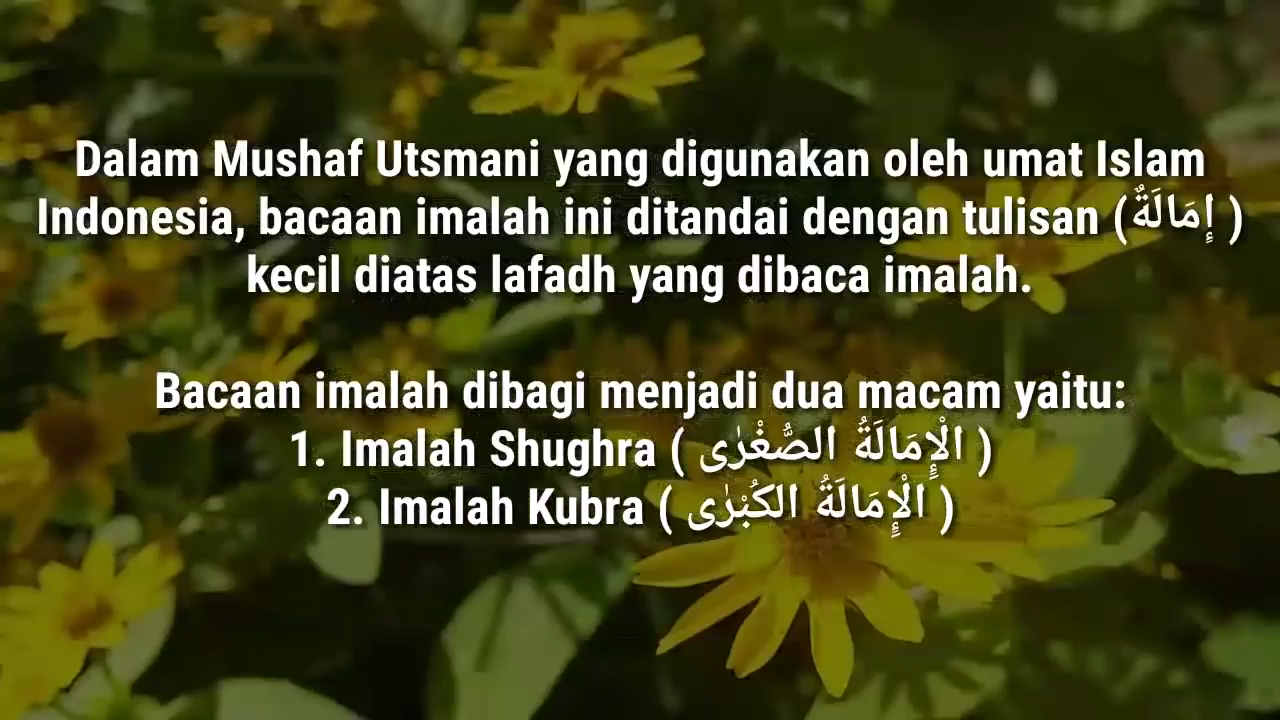 Dalam Mushaf Utsmani yang digunakan oleh umat Islam
Indonesia, bacaan imalah ini ditandai dengan tulisan (إِمَالَةٌ )
kecil diatas lafadh yang dibaca imalah.
Bacaan imalah dibagi menjadi dua macam yaitu:
1. Imalah Shughra ( الْإِمَالَةُ الصُّغْرٰى )
2. Imalah Kubra ( الْإِمَالَةُ الكُبْرٰى )